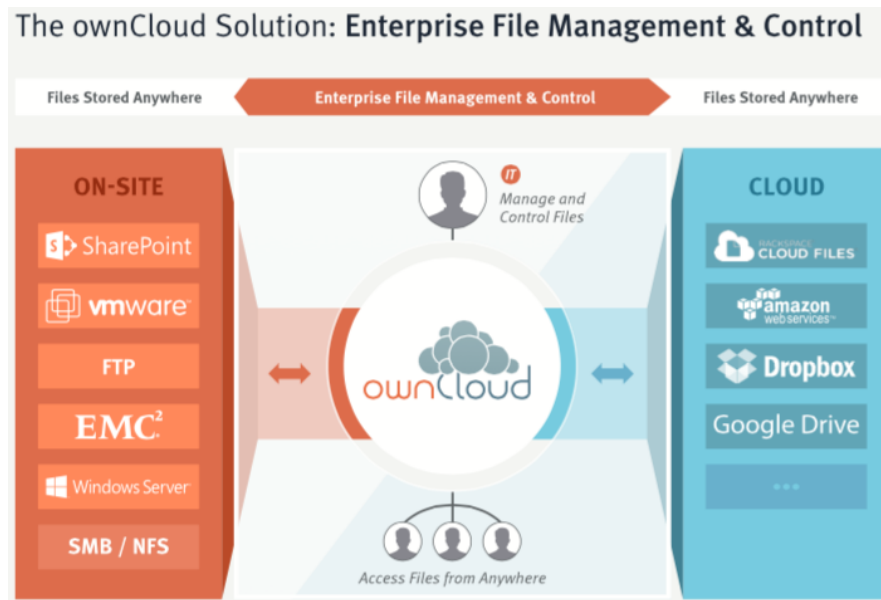 The ownCloud Solution: Enterprise File Management & Control
Files Stored Anywhere
Enterprise File Management & Control
Files Stored Anywhere
ON-SITE
S SharePoint
vmware
FTP
EMC²
Windows Server
SMB / NFS
IT
Manage and
Control Files
ownCloud
Access Files from Anywhere
CLOUD
RACKSPACE
CLOUD FILES
amazon
webservices™
Dropbox
Google Drive
...